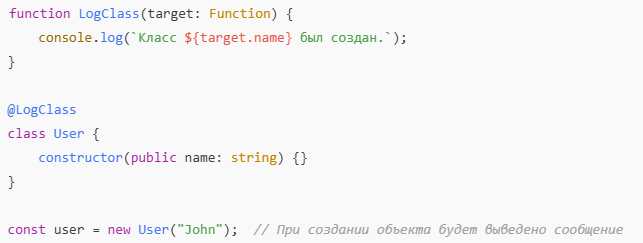 function LogClass(target: Function) {
    console.log(`Класс ${target.name} был создан.`);
}

@LogClass
class User {
    constructor(public name: string) {}
}

const user = new User("John");  // При создании объекта будет выведено сообщение